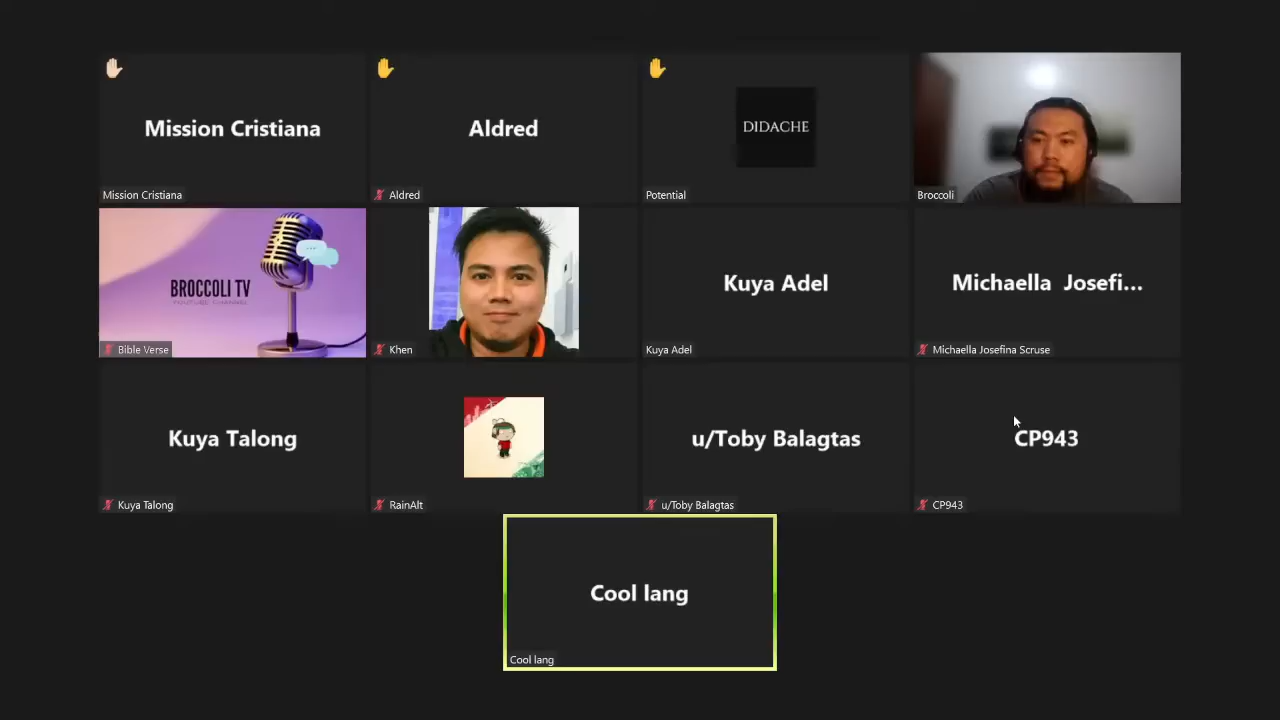 Mission Cristiana
Mission Cristiana
Aldred
Aldred
DIDACHE
Potential
Broccoli
BROCCOLI TV
YOUTUBE CHANNEL
Bible Verse
Khen
Kuya Adel
Kuya Adel
Michaella Josefi...
Michaella Josefina Scruse
Kuya Talong
Kuya Talong
RainAlt
u/Toby Balagtas
u/Toby Balagtas
CP943
CP943
Cool lang
Cool lang